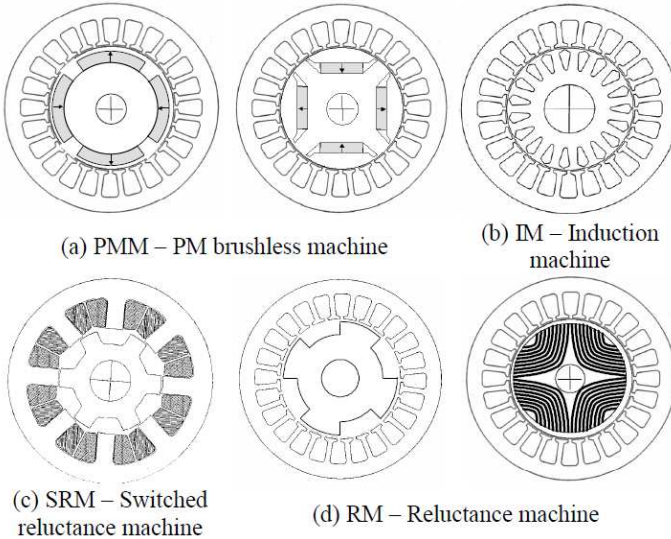 (a) PMM – PM brushless machine
(b) IM – Induction
machine
(c) SRM – Switched
reluctance machine
(d) RM – Reluctance machine